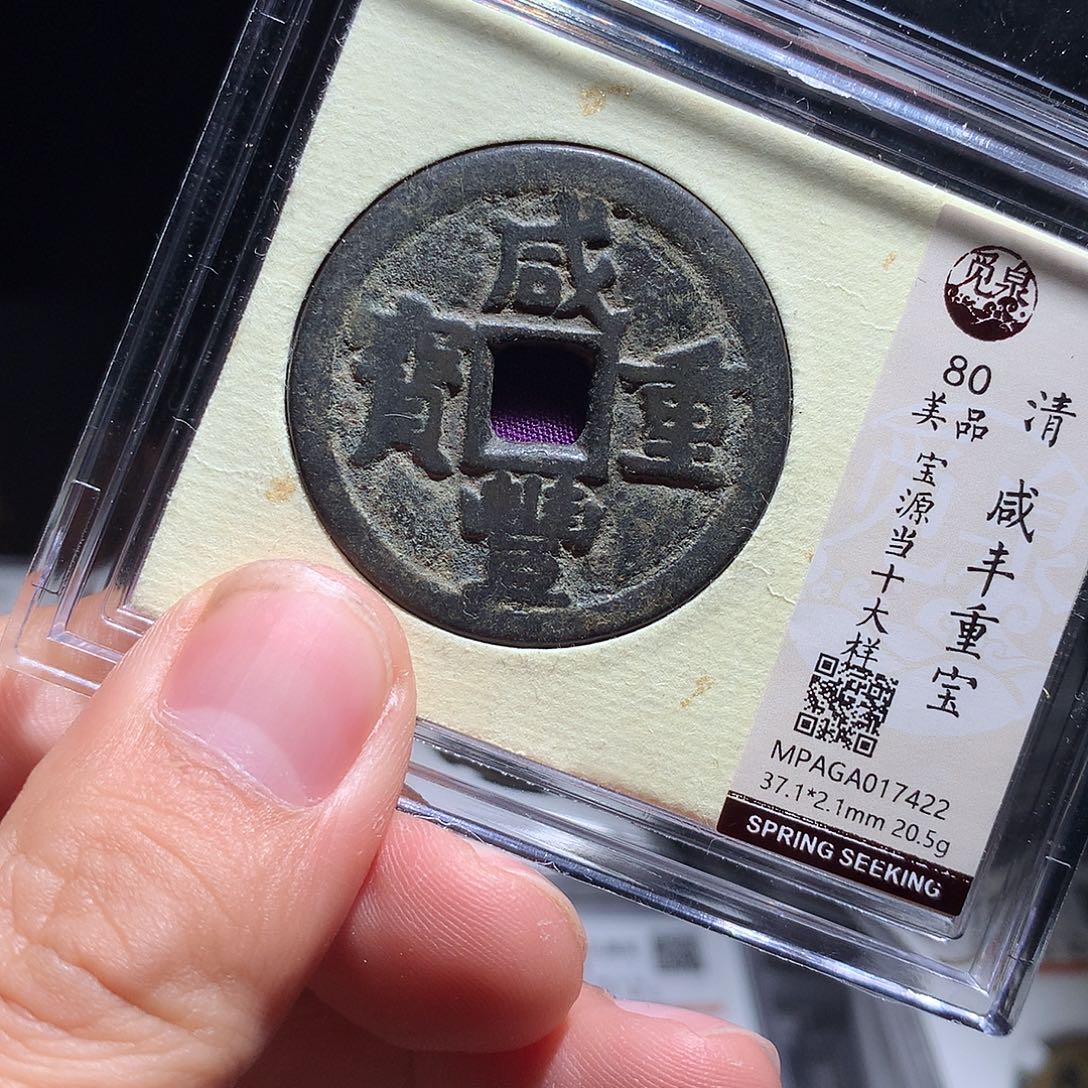 咸
豐
重
寶
觅泉
80
美品
清 咸丰重宝
宝源当十大样
MPAGA017422
37.1*2.1mm 20.5g
SPRING SEEKING